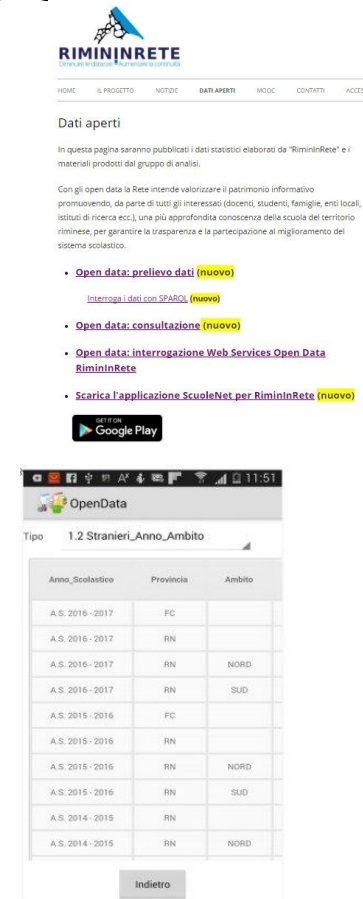 RIMININRETE
Diminuire le distanze - Aumentare la continuità
HOME IL PROGETTO NOTIZIE DATI APERTI MOOC CONTATTI ACCES
Dati aperti
In questa pagina saranno pubblicati i dati statistici elaborati da "RiminInRete" e i
materiali prodotti dal gruppo di analisi.
Con gli open data la Rete intende valorizzare il patrimonio informativo
promuovendo, da parte di tutti gli interessati (docenti, studenti, famiglie, enti locali,
istituti di ricerca ecc.), una più approfondita conoscenza della scuola del territorio
riminese, per garantire la trasparenza e la partecipazione al miglioramento del
sistema scolastico.
• Open data: prelievo dati (nuovo)
Interroga i dati con SPARQL (nuovo)
• Open data: consultazione (nuovo)
• Open data: interrogazione Web Services Open Data
RiminInRete
• Scarica l'applicazione ScuoleNet per RiminInRete (nuovo)
GET IT ON
Google Play
11:51
OpenData
Tipo 1.2 Stranieri_Anno_Ambito
Anno_Scolastico Provincia Ambito
A.S. 2016 - 2017 FC
A.S. 2016 - 2017 RN
A.S. 2016 - 2017 RN NORD
A.S. 2016 - 2017 RN SUD
A.S. 2015 - 2016 FC
A.S. 2015 - 2016 RN
A.S. 2015 - 2016 RN NORD
A.S. 2015 - 2016 RN SUD
A.S. 2014 - 2015 RN
A.S. 2014 - 2015 RN NORD
Indietro